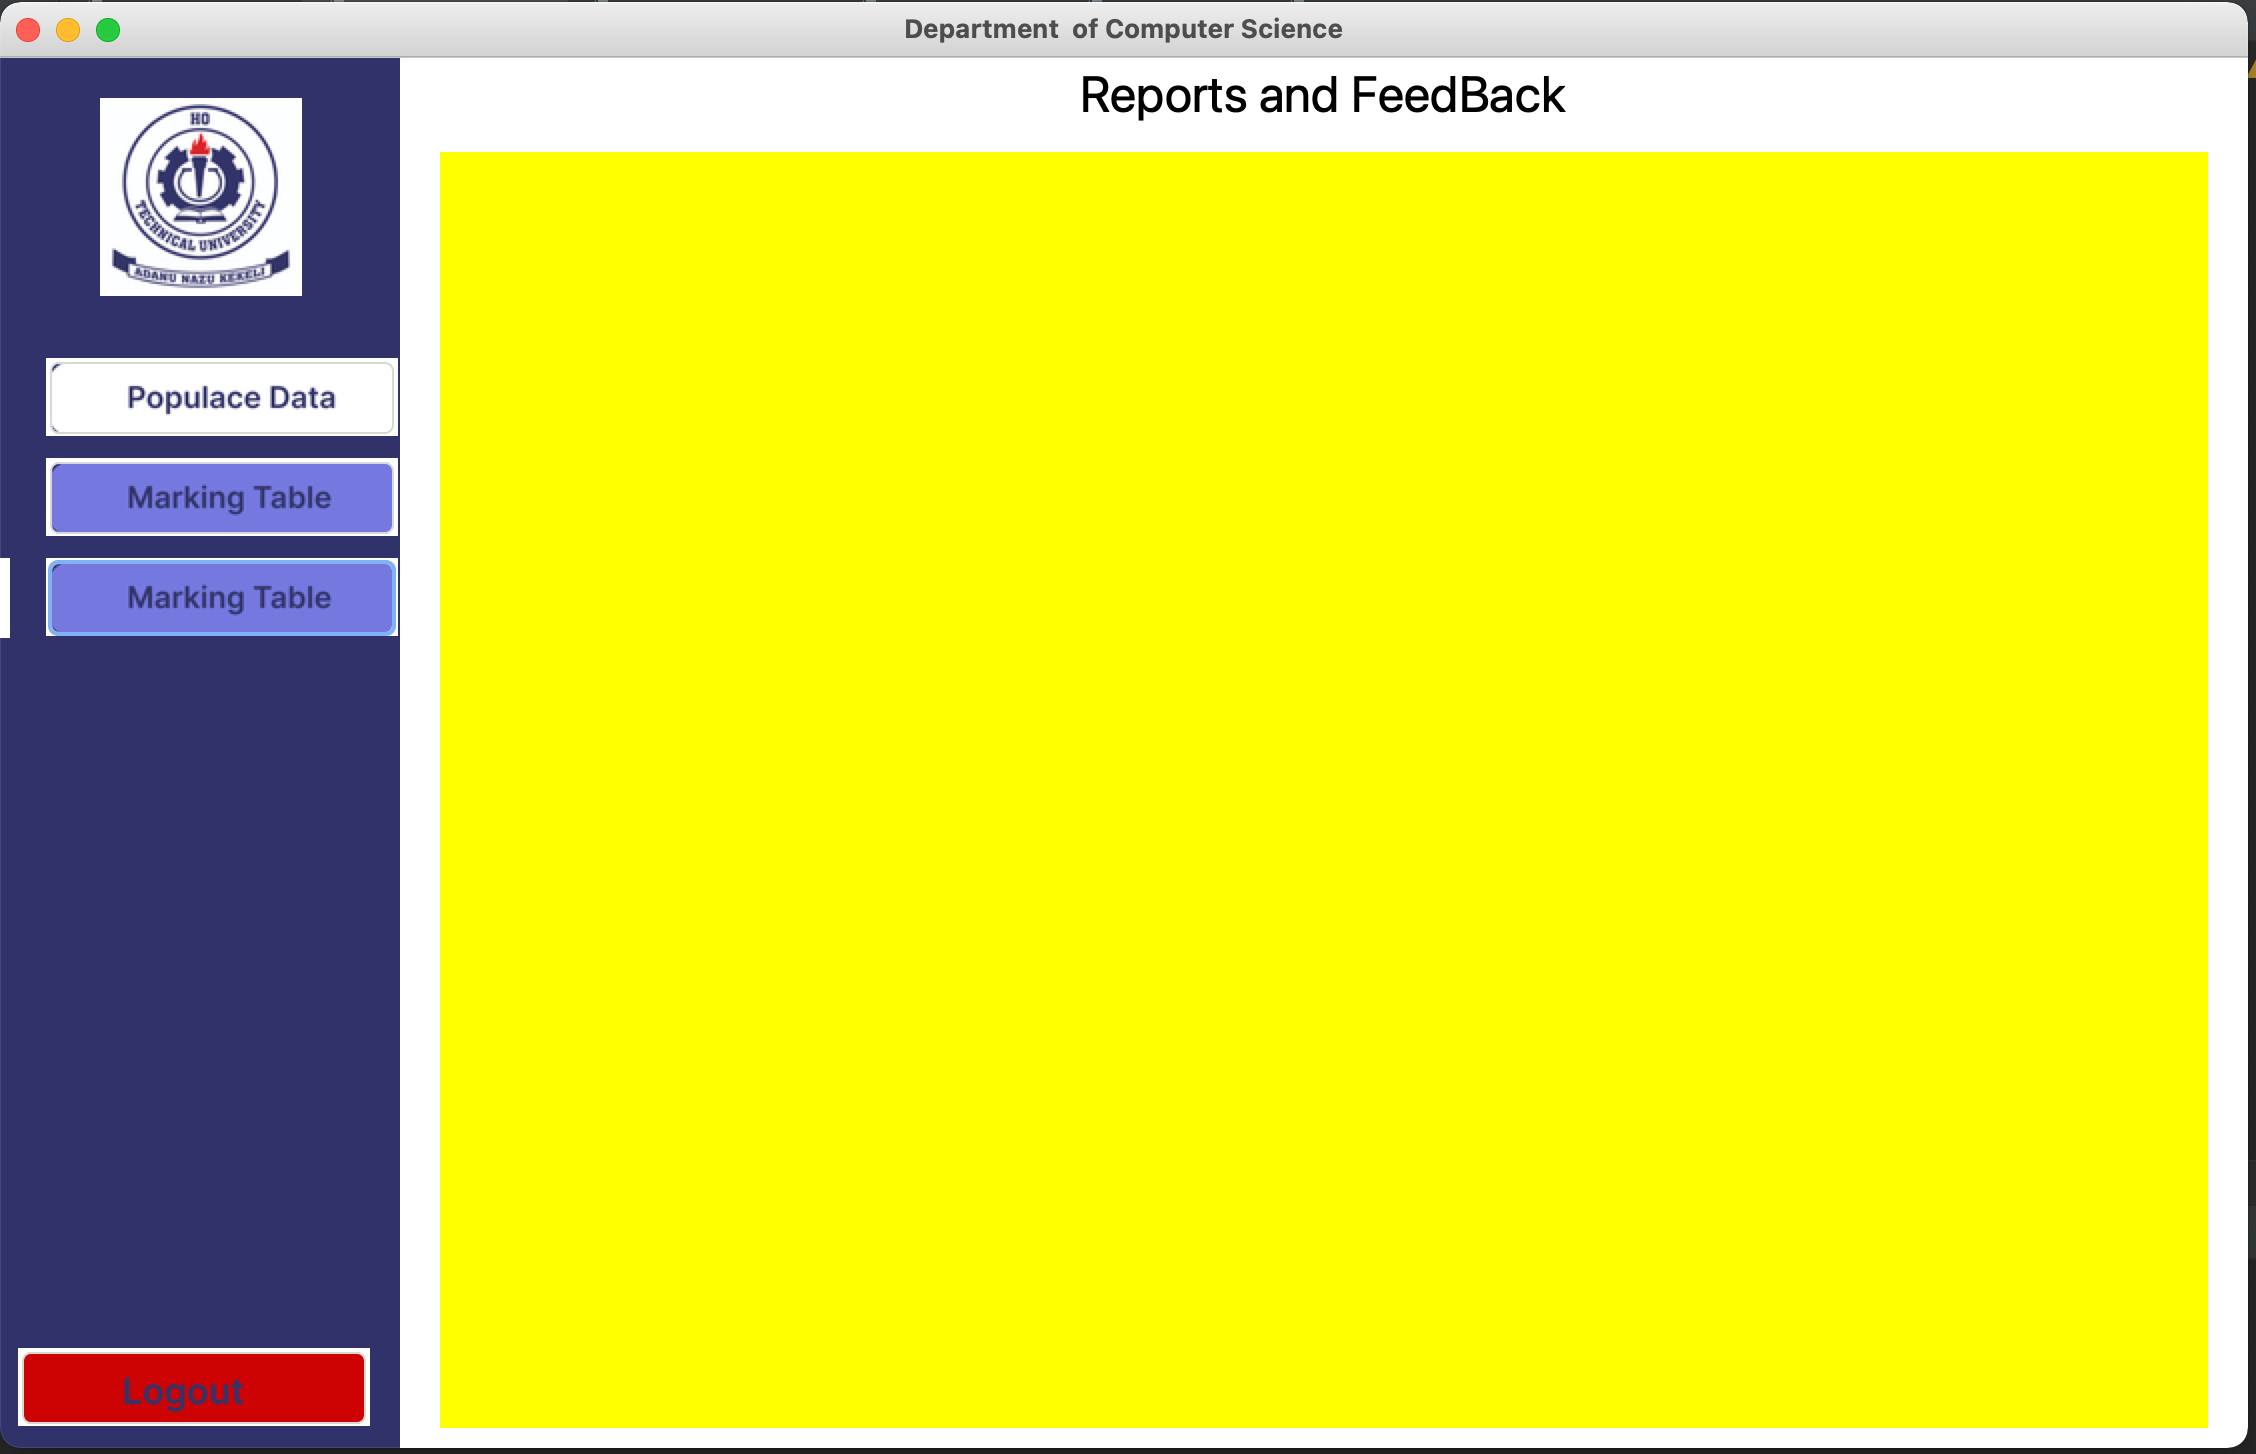 Department of Computer Science
Reports and FeedBack
HO
TECHNICAL UNIVERSITY
ADANU NAZU KEKELI
Populace Data
Marking Table
Marking Table
Logout